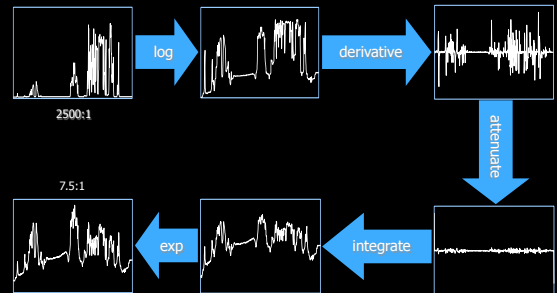 log
derivative
2500:1
attenuate
7.5:1
exp
integrate